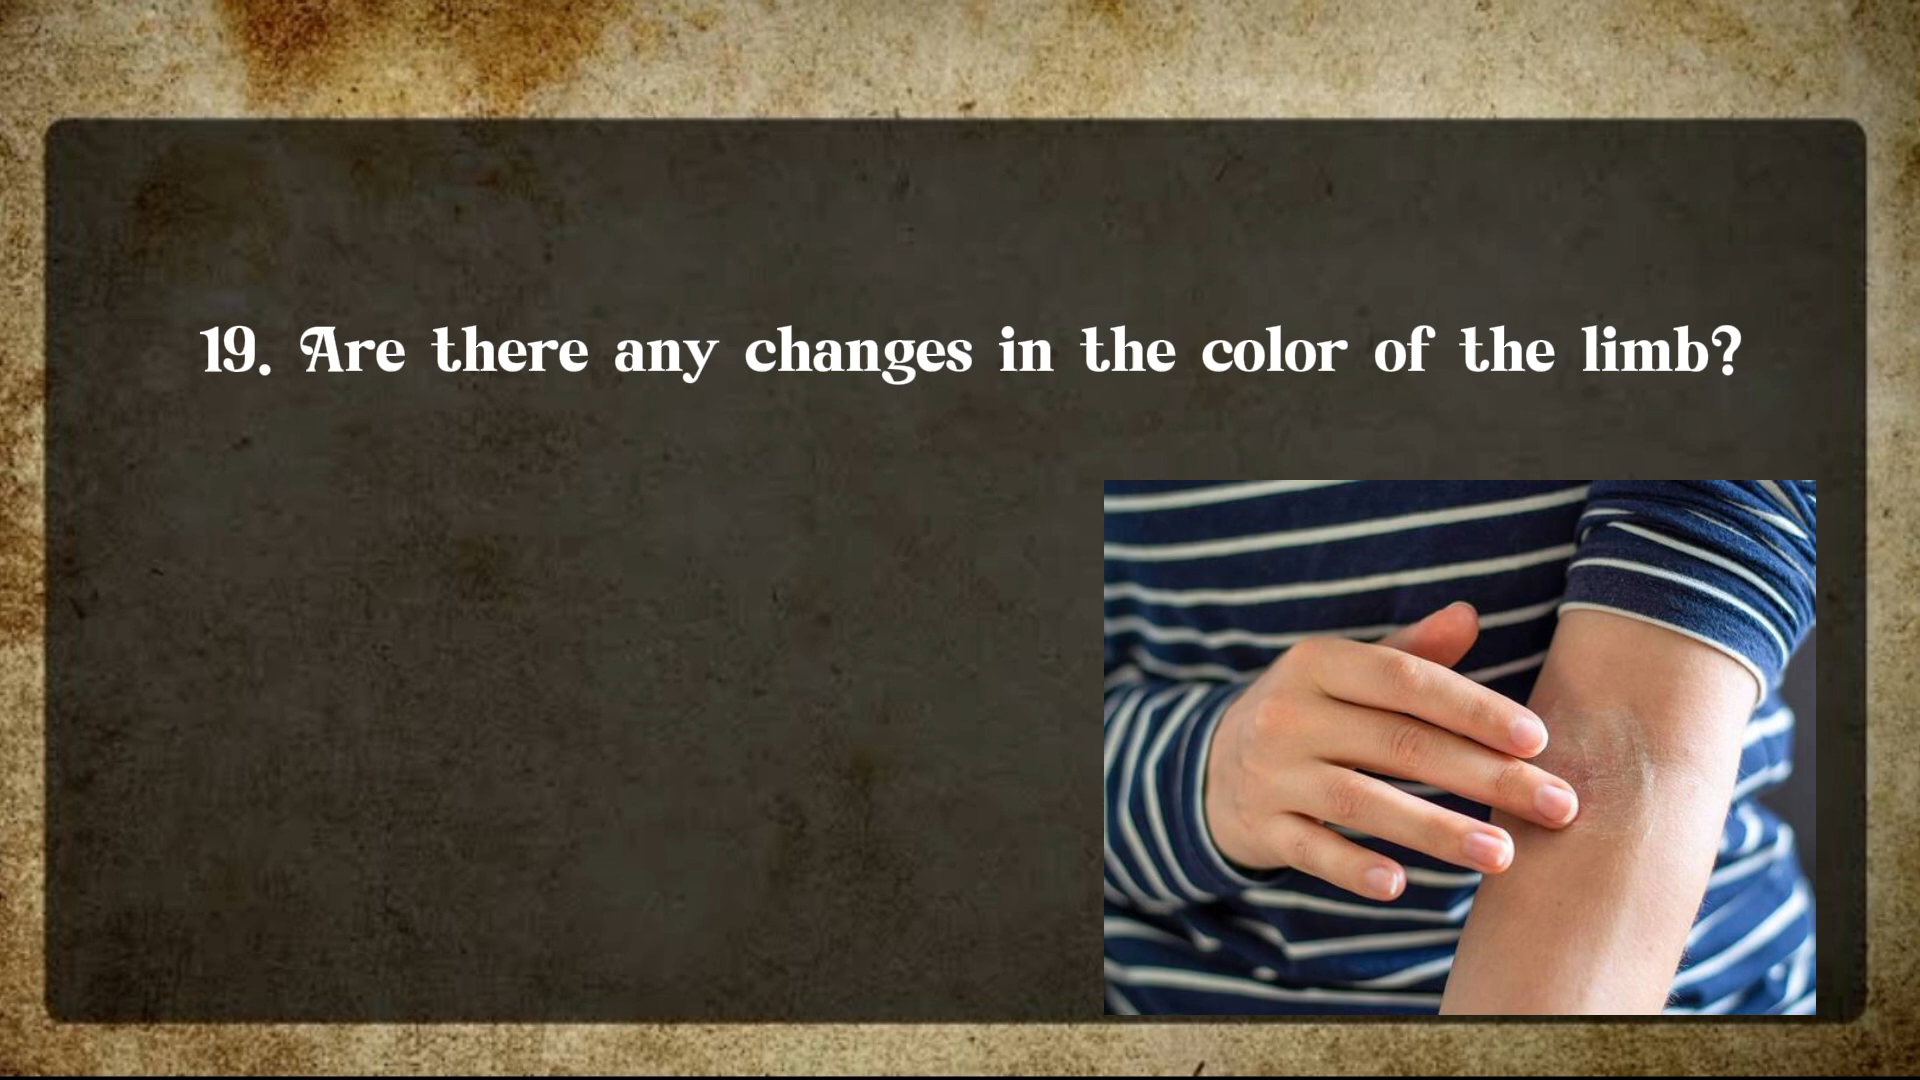 19. Are there any changes in the color of the limb?